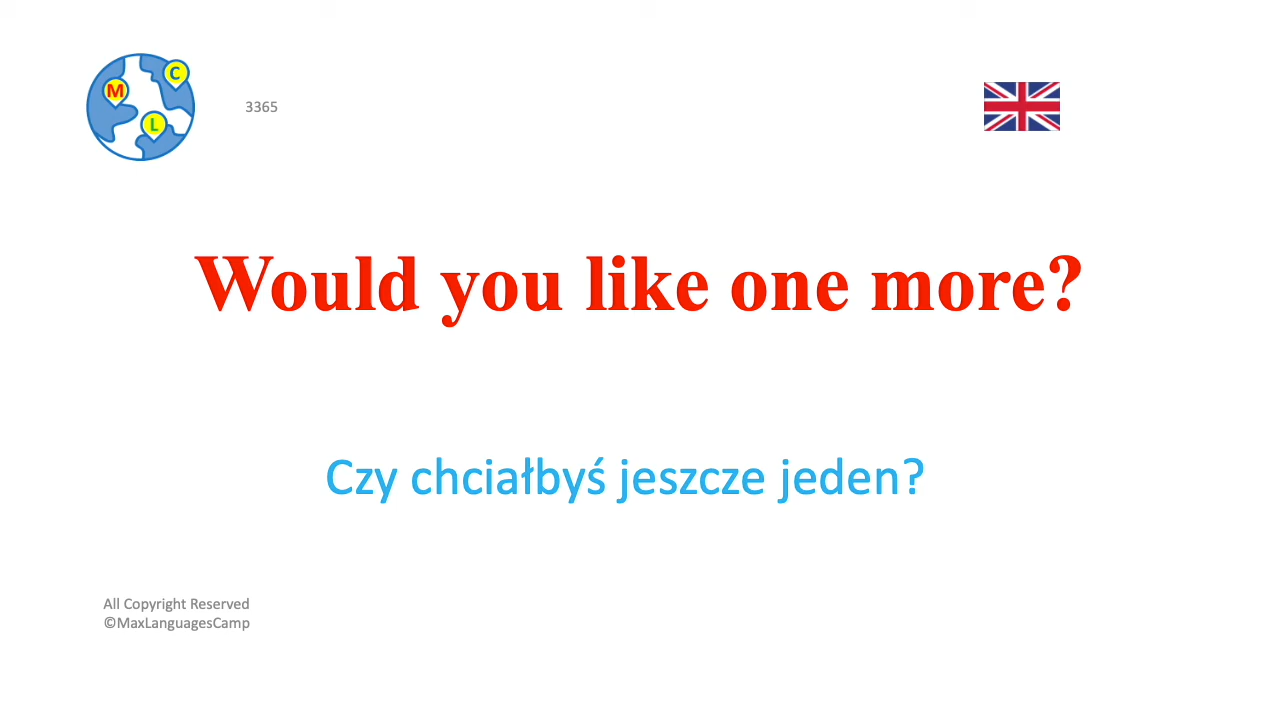 M
C
L
3365
Would you like one more?
Czy chciałbyś jeszcze jeden?
All Copyright Reserved
©MaxLanguagesCamp